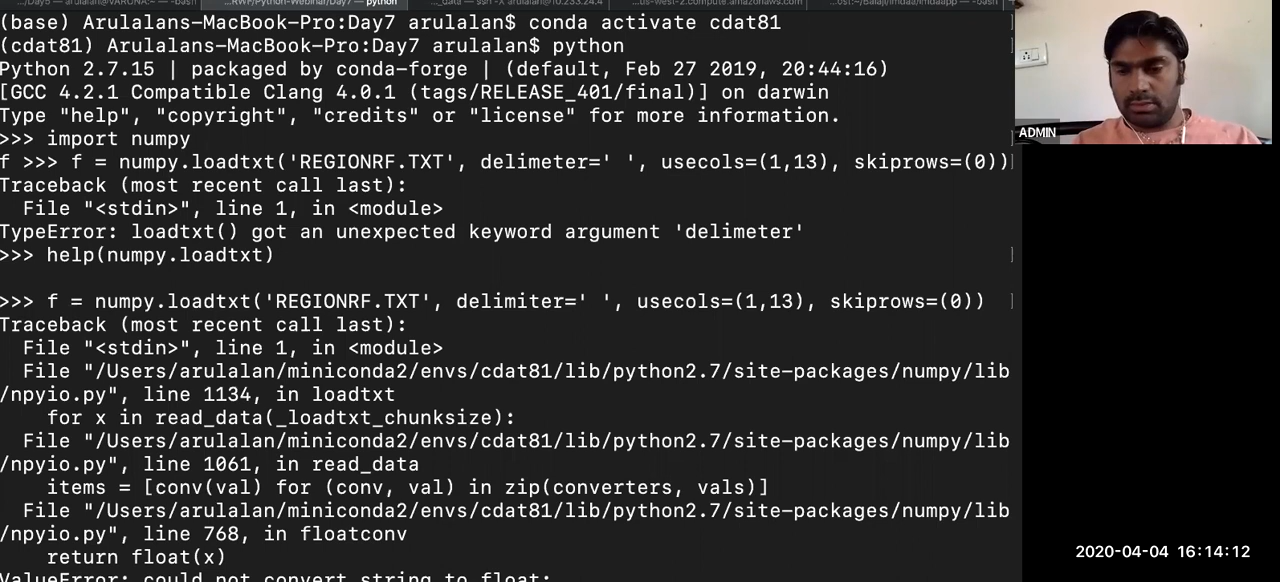 ...RWF/Python-Webinar/Day7 — python
(base) Arulalans-MacBook-Pro:Day7 arulalan$ conda activate cdat81
(cdat81) Arulalans-MacBook-Pro:Day7 arulalan$ python
Python 2.7.15 | packaged by conda-forge | (default, Feb 27 2019, 20:44:16)
[GCC 4.2.1 Compatible Clang 4.0.1 (tags/RELEASE_401/final)] on darwin
Type "help", "copyright", "credits" or "license" for more information.
>>> import numpy
f >>> f = numpy.loadtxt('REGIONRF.TXT', delimeter=' ', usecols=(1,13), skiprows=(0))
Traceback (most recent call last):
  File "<stdin>", line 1, in <module>
TypeError: loadtxt() got an unexpected keyword argument 'delimeter'
>>> help(numpy.loadtxt)
>>> f = numpy.loadtxt('REGIONRF.TXT', delimiter=' ', usecols=(1,13), skiprows=(0))
Traceback (most recent call last):
  File "<stdin>", line 1, in <module>
  File "/Users/arulalan/miniconda2/envs/cdat81/lib/python2.7/site-packages/numpy/lib
/npyio.py", line 1134, in loadtxt
    for x in read_data(_loadtxt_chunksize):
  File "/Users/arulalan/miniconda2/envs/cdat81/lib/python2.7/site-packages/numpy/lib
/npyio.py", line 1061, in read_data
    items = [conv(val) for (conv, val) in zip(converters, vals)]
  File "/Users/arulalan/miniconda2/envs/cdat81/lib/python2.7/site-packages/numpy/lib
/npyio.py", line 768, in floatconv
    return float(x)
ValueError: could not convert string to float:
ADMIN
2020-04-04 16:14:12